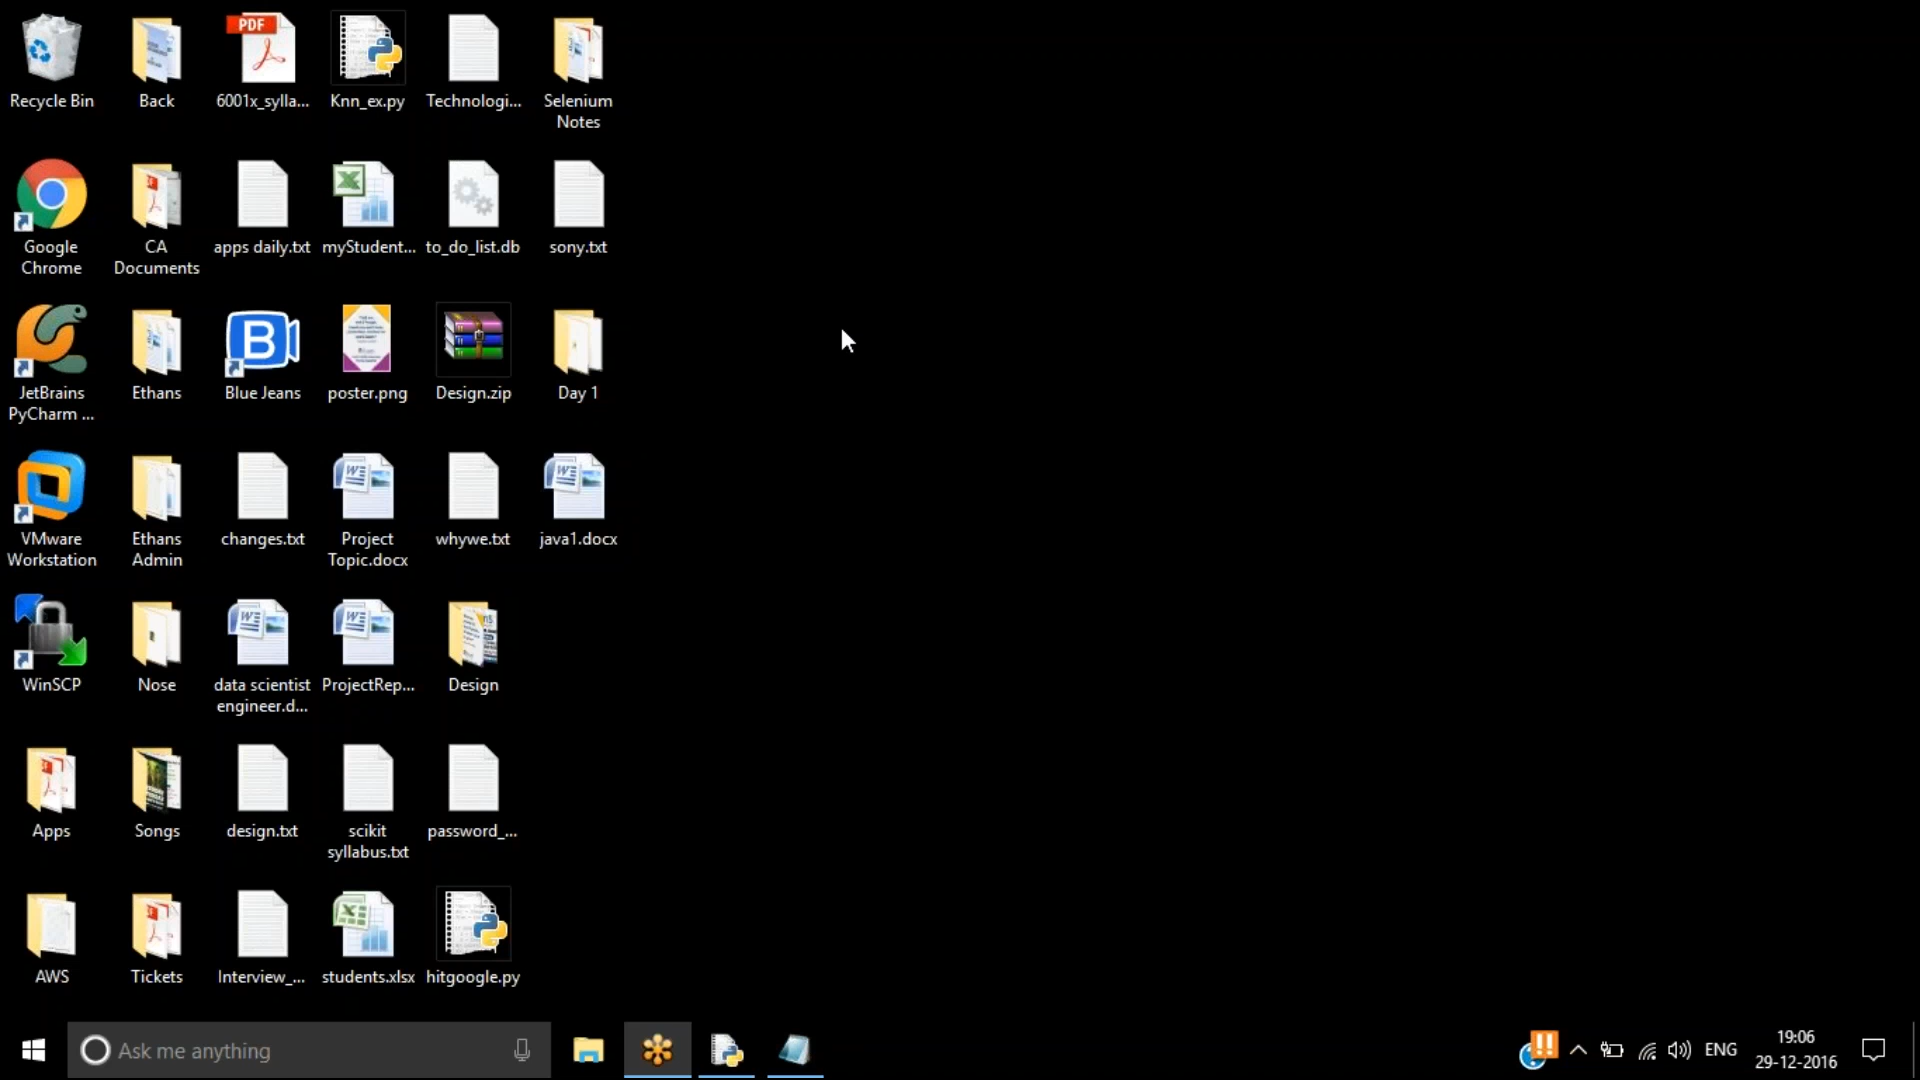 Recycle Bin
Back
PDF
6001x_sylla...
Knn_ex.py
Technologi...
Selenium
Notes
Google
Chrome
CA
Documents
apps daily.txt
myStudent...
to_do_list.db
sony.txt
JetBrains
PyCharm ...
Ethans
B
Blue Jeans
poster.png
Design.zip
Day 1
VMware
Workstation
Ethans
Admin
changes.txt
Project
Topic.docx
whywe.txt
java1.docx
WinSCP
Nose
data scientist
engineer.d...
ProjectRep...
Design
Apps
Songs
design.txt
scikit
syllabus.txt
password_...
AWS
Tickets
Interview_...
students.xlsx
hitgoogle.py
Ask me anything
ENG
19:06
29-12-2016